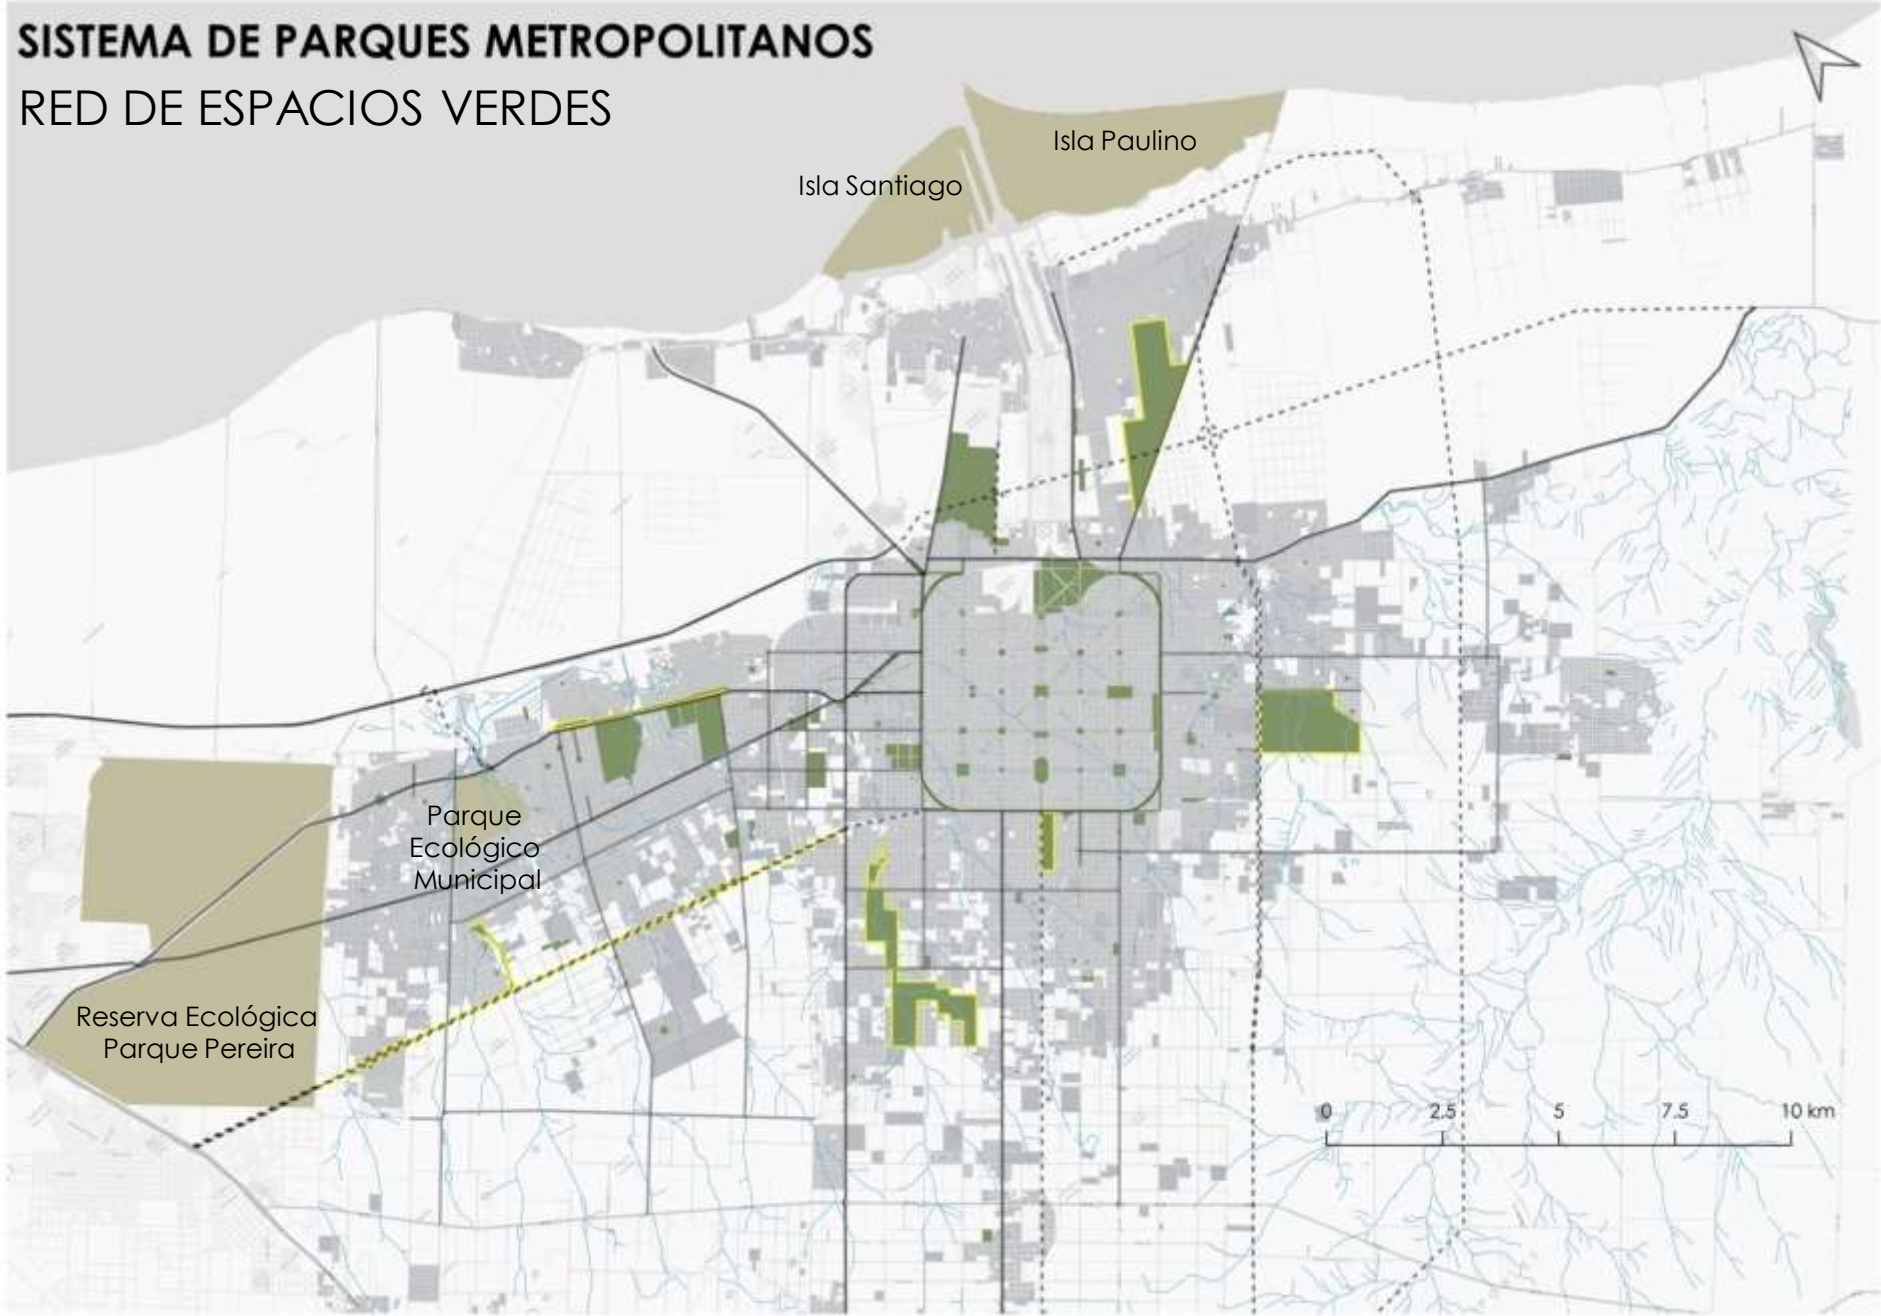 SISTEMA DE PARQUES METROPOLITANOS
RED DE ESPACIOS VERDES
Isla Paulino
Isla Santiago
Parque
Ecológico
Municipal
Reserva Ecológica
Parque Pereira
0 2.5 5 7.5 10 km